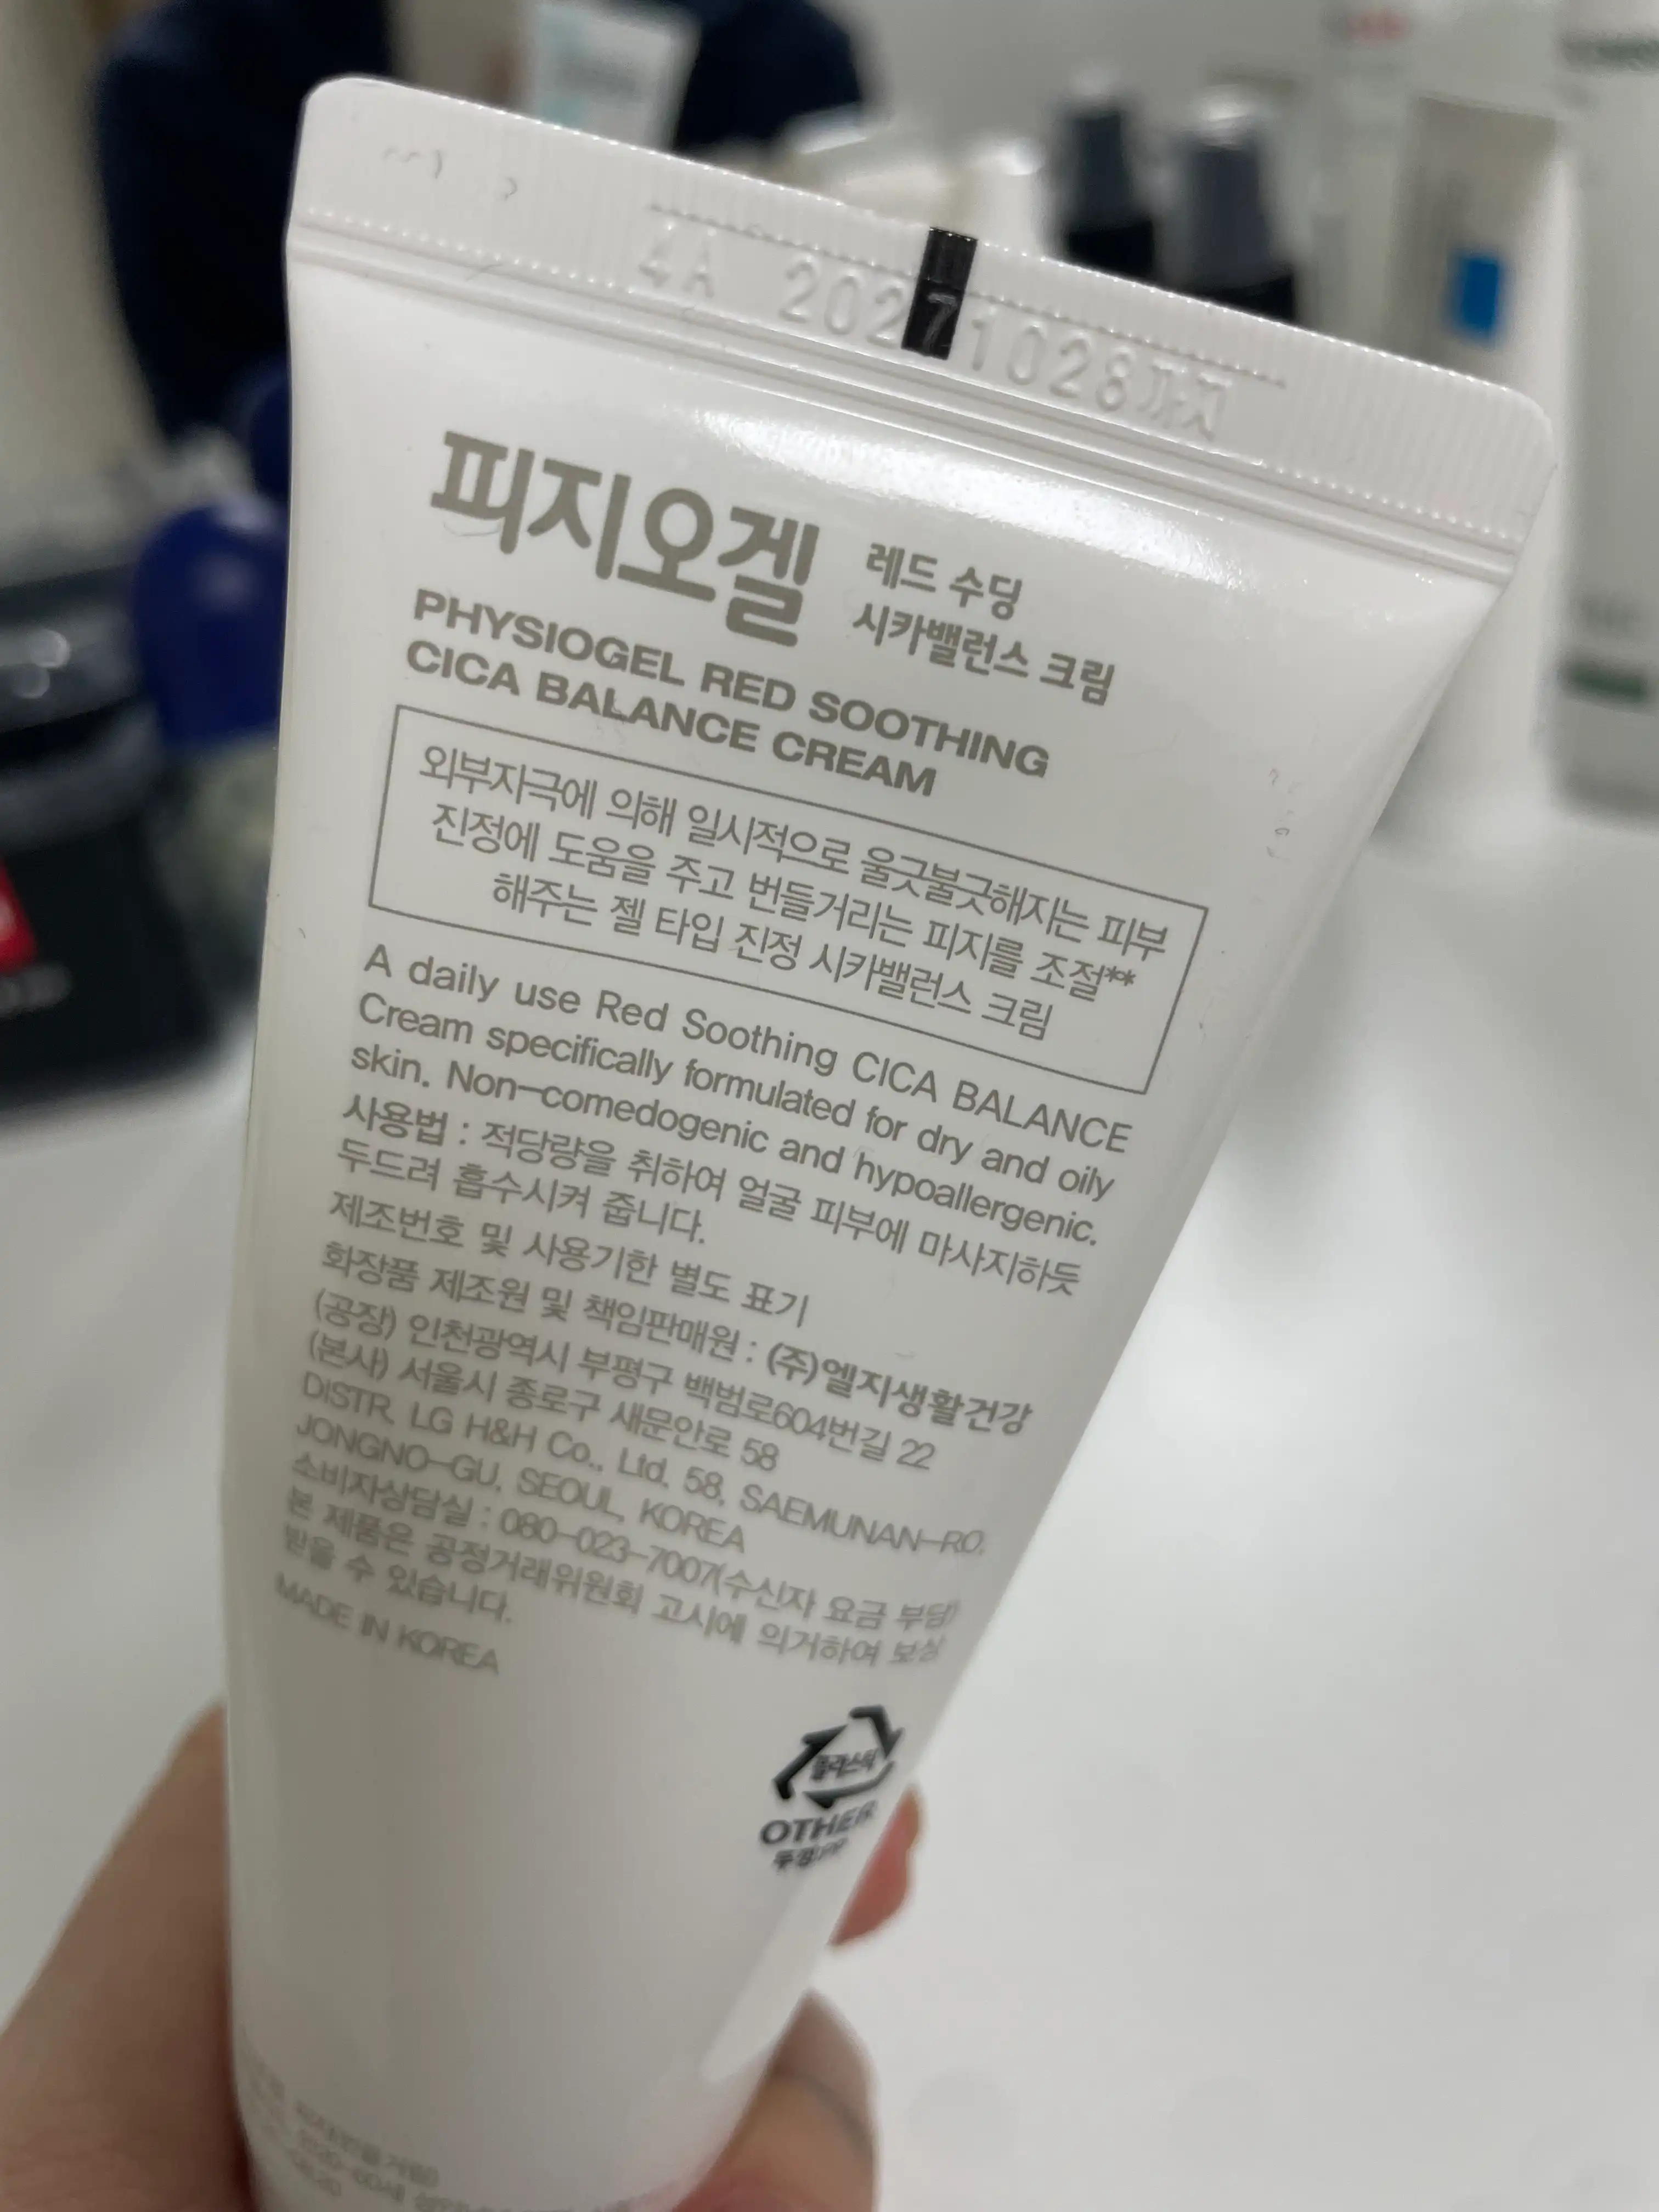 4A 20271028까지
피지오겔 레드 수딩
시카밸런스 크림
PHYSIOGEL RED SOOTHING
CICA BALANCE CREAM
외부자극에 의해 일시적으로 울긋불긋해지는 피부
진정에 도움을 주고 번들거리는 피지를 조절**
해주는 젤 타입 진정 시카밸런스 크림
A daily use Red Soothing CICA BALANCE
Cream specifically formulated for dry and oily
skin. Non-comedogenic and hypoallergenic.
사용법 : 적당량을 취하여 얼굴 피부에 마사지하듯
두드려 흡수시켜 줍니다.
제조번호 및 사용기한 별도 표기
화장품 제조원 및 책임판매원 : (주)엘지생활건강
(공장) 인천광역시 부평구 백범로604번길 22
(본사) 서울시 종로구 새문안로 58
DISTR. LG H&H Co., Ltd. 58, SAEMUNAN-RO,
JONGNO-GU, SEOUL, KOREA
소비자상담실 : 080-023-7007(수신자 요금 부담)
본 제품은 공정거래위원회 고시에 의거하여 보상
받을 수 있습니다.
MADE IN KOREA
플라스틱
OTHER
뚜껑:PP